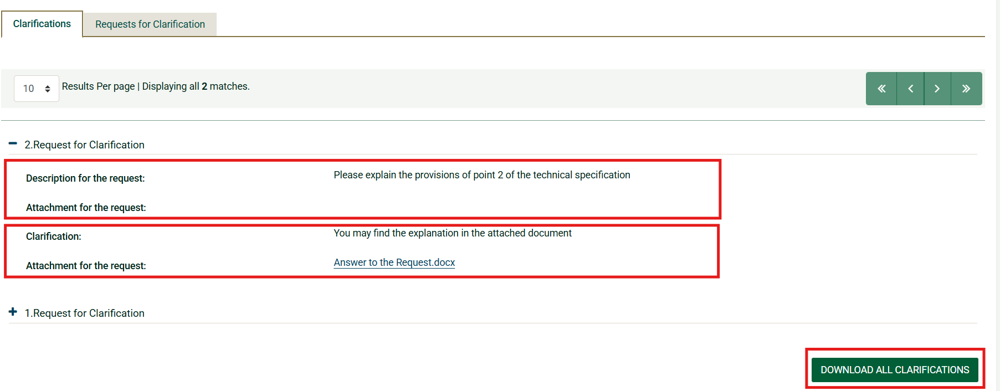 Clarifications
Requests for Clarification
10 Results Per page | Displaying all 2 matches.
2.Request for Clarification
Description for the request: Please explain the provisions of point 2 of the technical specification
Attachment for the request:
Clarification: You may find the explanation in the attached document
Attachment for the request: Answer to the Request.docx
1.Request for Clarification
DOWNLOAD ALL CLARIFICATIONS